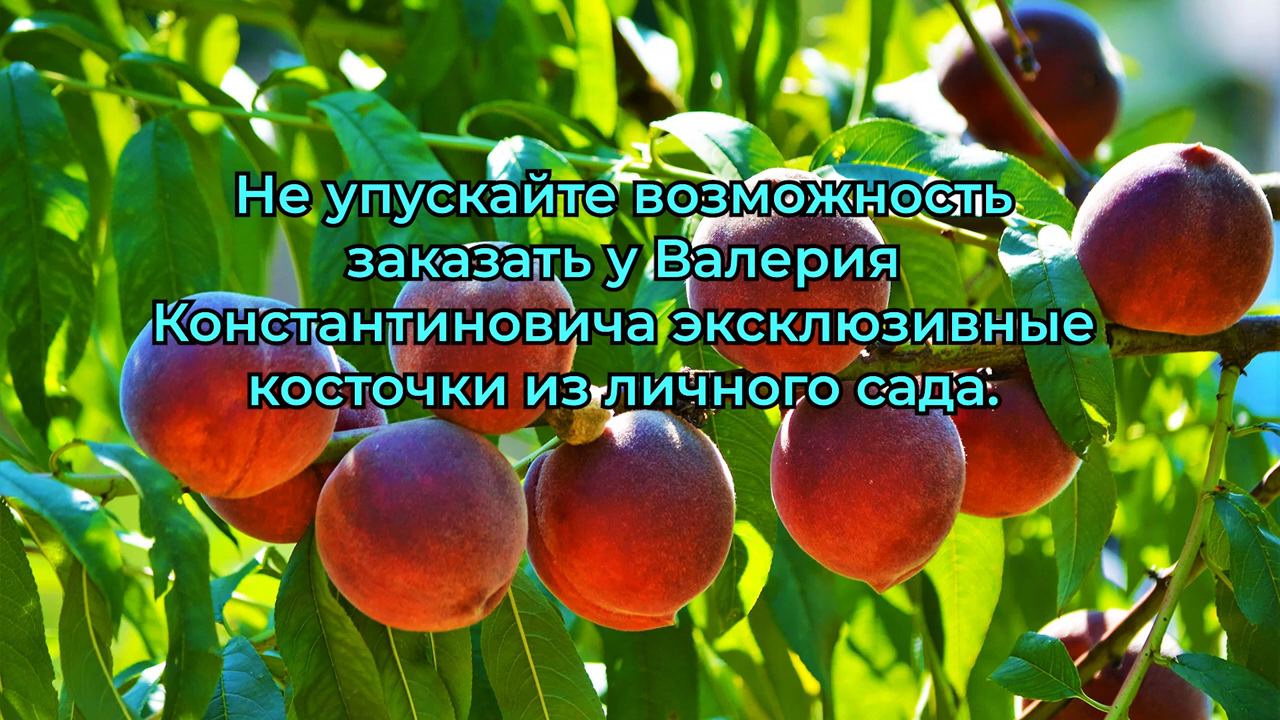 Не упускайте возможность
заказать у Валерия
Константиновича эксклюзивные
косточки из личного сада.